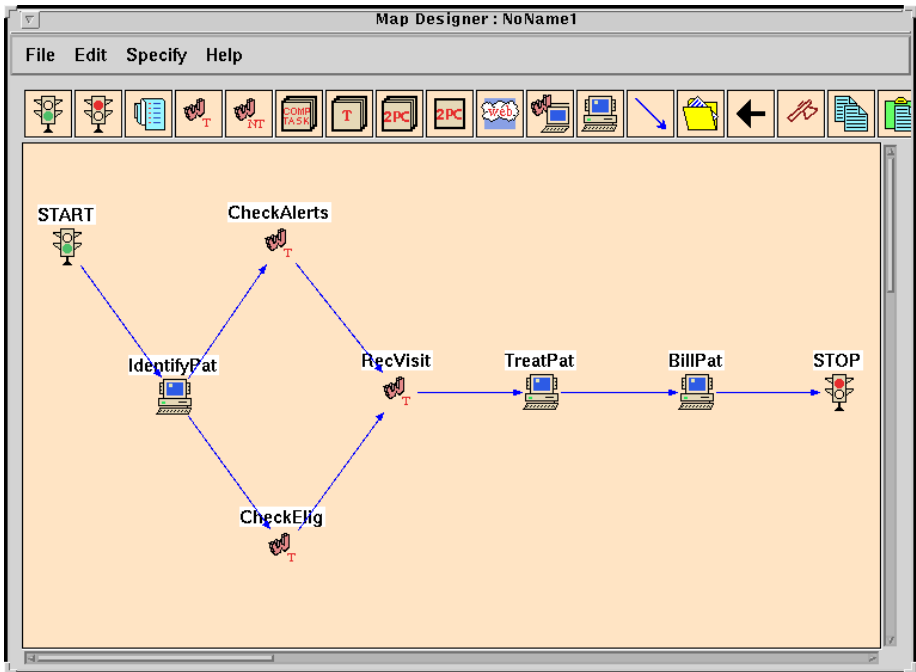 Map Designer : NoName1
File Edit Specify Help
T NT COMP TASK T 2PC 2PC web
START
CheckAlerts
T
IdentifyPat
RecVisit
TreatPat
BillPat
STOP
T
CheckElig
T